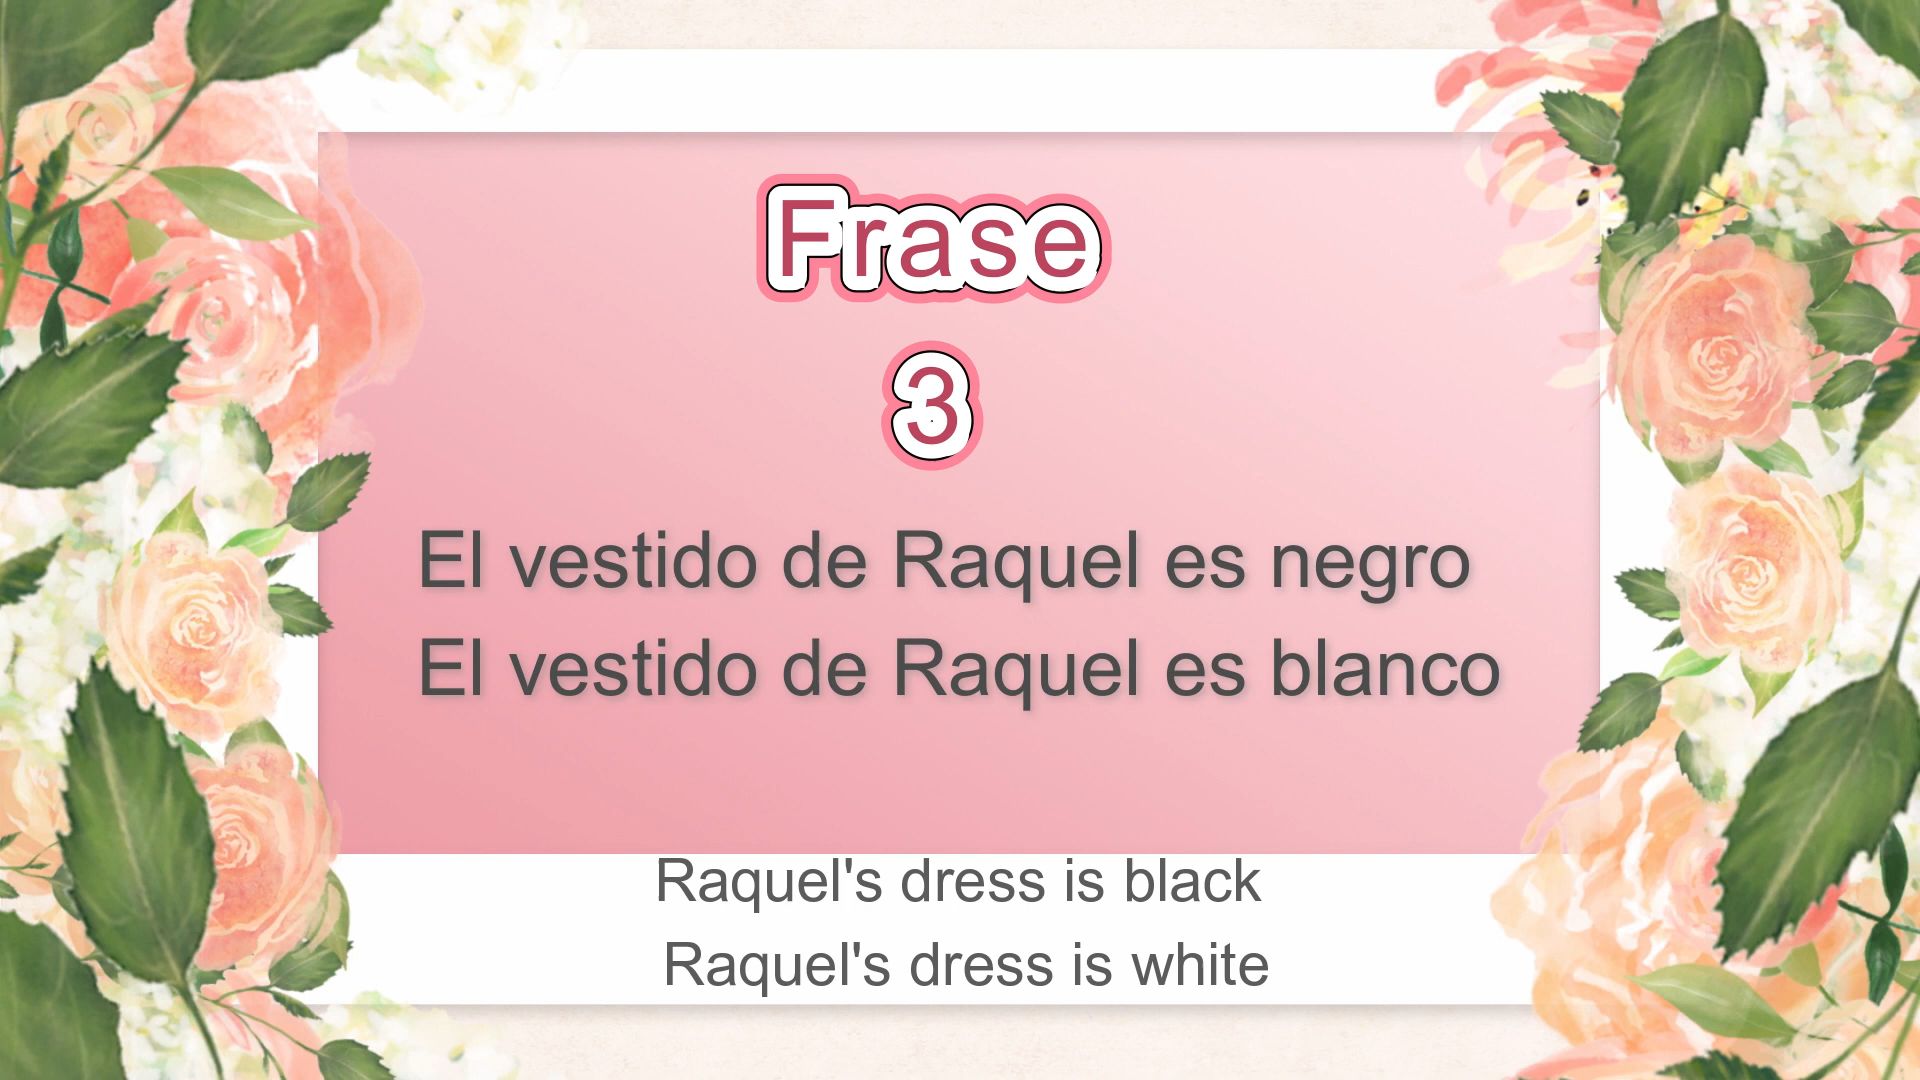 Frase
3
El vestido de Raquel es negro
El vestido de Raquel es blanco
Raquel's dress is black
Raquel's dress is white